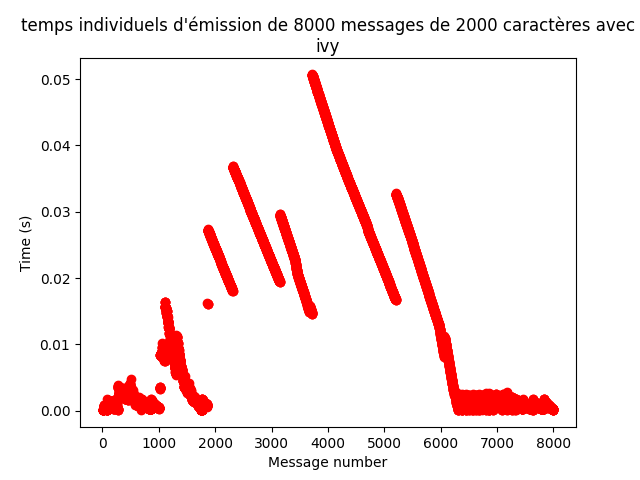 temps individuels d'émission de 8000 messages de 2000 caractères avec
ivy
0.05
0.04
0.03
0.02
0.01
0.00
Time (s)
0 1000 2000 3000 4000 5000 6000 7000 8000
Message number